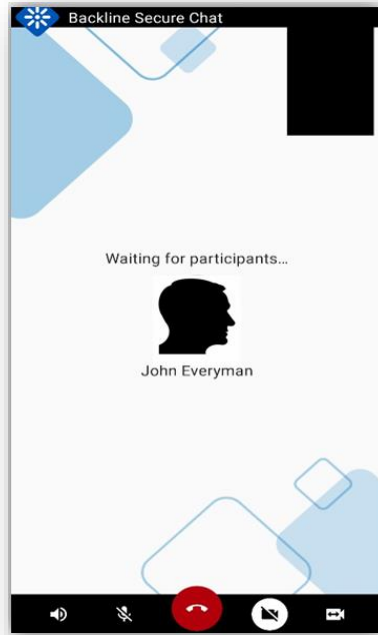 Backline Secure Chat
Waiting for participants...
John Everyman